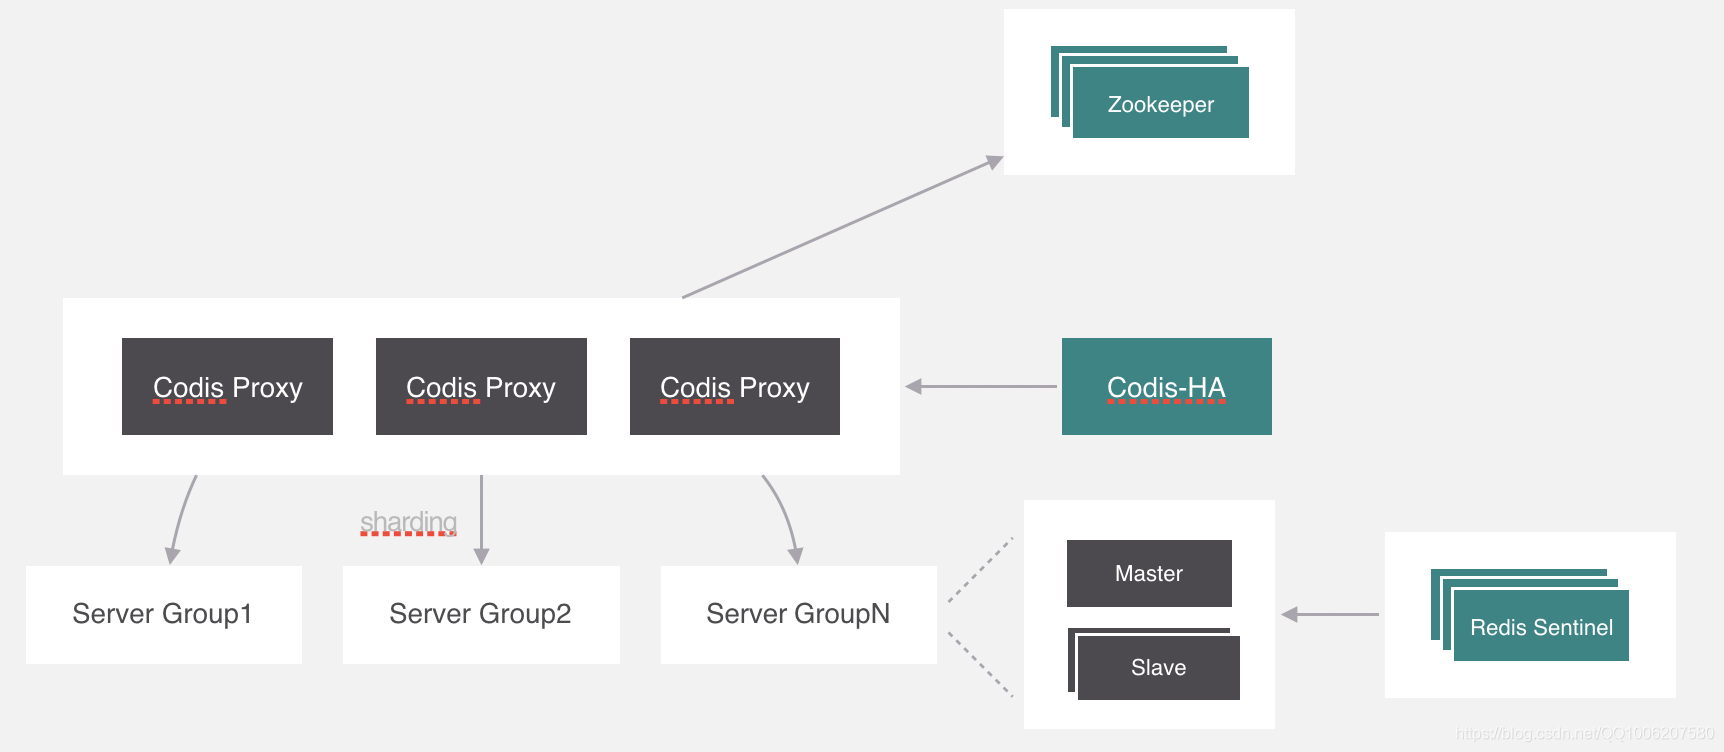 Zookeeper
Codis Proxy
Codis Proxy
Codis Proxy
Codis-HA
sharding
Server Group1
Server Group2
Server GroupN
Master
Slave
Redis Sentinel
https://blog.csdn.net/QQ1006207580